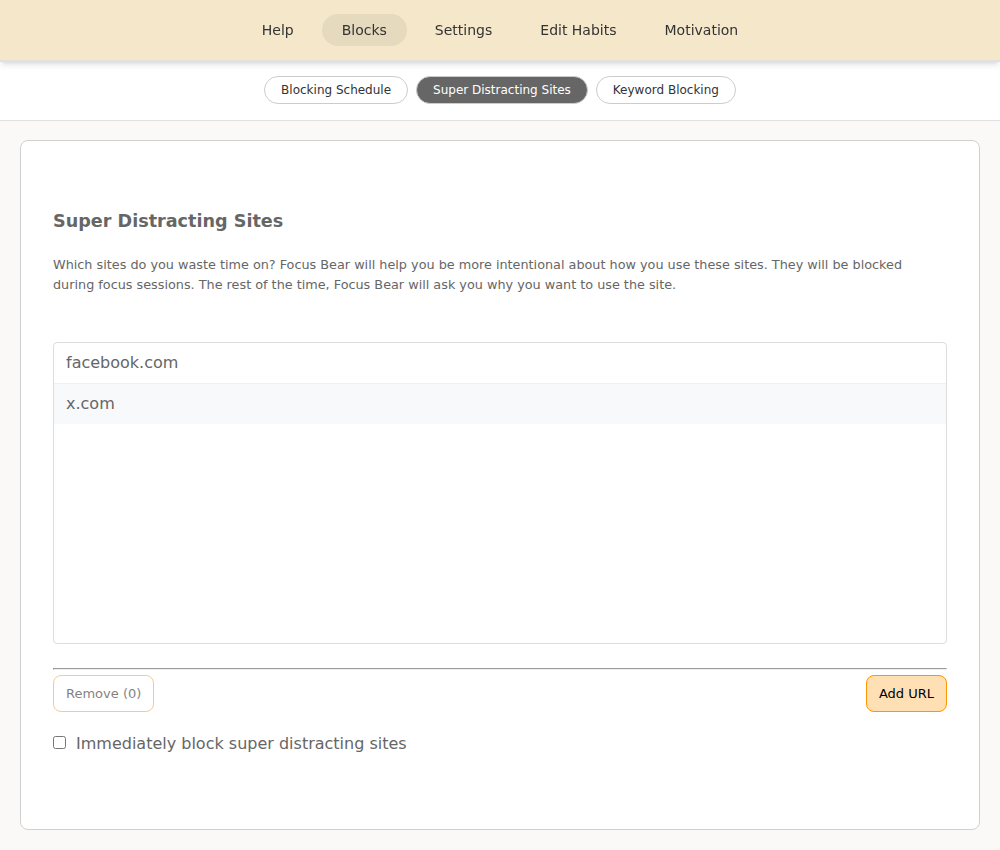 Help Blocks Settings Edit Habits Motivation
Blocking Schedule Super Distracting Sites Keyword Blocking
Super Distracting Sites
Which sites do you waste time on? Focus Bear will help you be more intentional about how you use these sites. They will be blocked
during focus sessions. The rest of the time, Focus Bear will ask you why you want to use the site.
facebook.com
x.com
Remove (0) Add URL
Immediately block super distracting sites